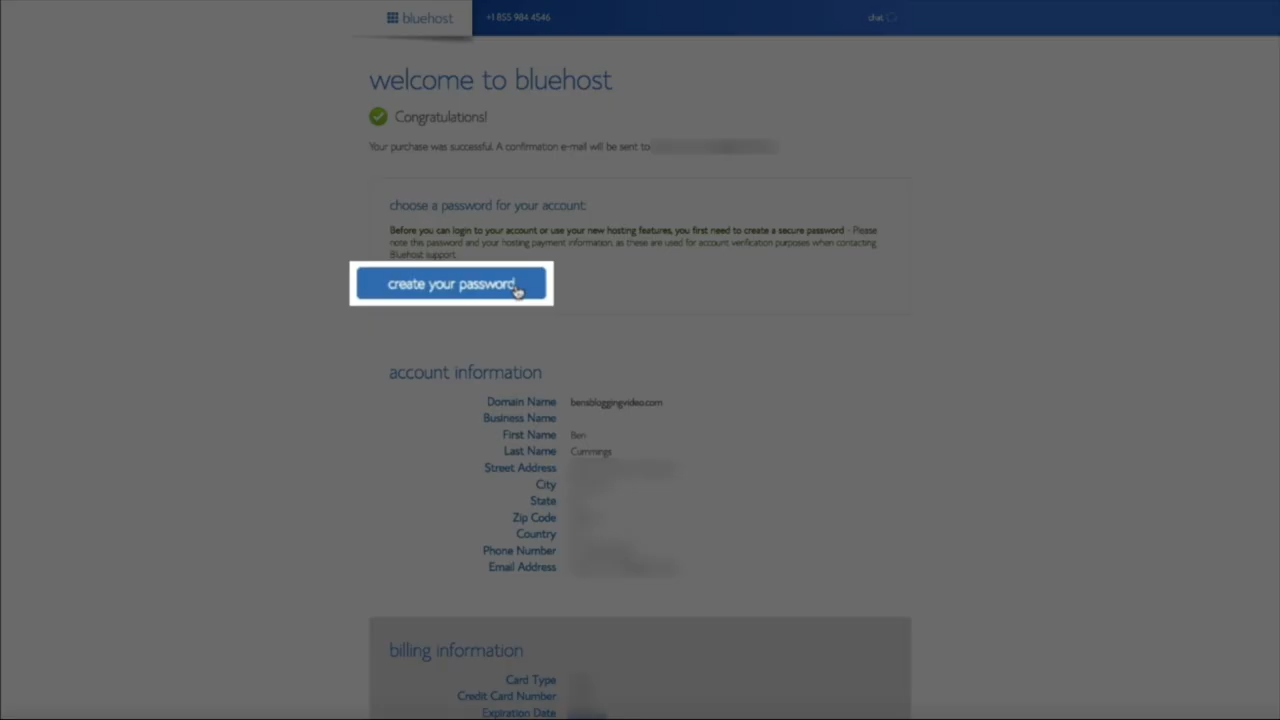 bluehost
+1 855 984 4546
chat
welcome to bluehost
Congratulations!
Your purchase was successful. A confirmation e-mail will be sent to
choose a password for your account:
Before you can login to your account or use your new hosting features, you first need to create a secure password - Please
note this password and your hosting payment information, as these are used for account verification purposes when contacting
Bluehost support.
create your password
account information
Domain Name bensbloggingvideo.com
Business Name
First Name Ben
Last Name Cummings
Street Address
City
State
Zip Code
Country
Phone Number
Email Address
billing information
Card Type
Credit Card Number
Expiration Date